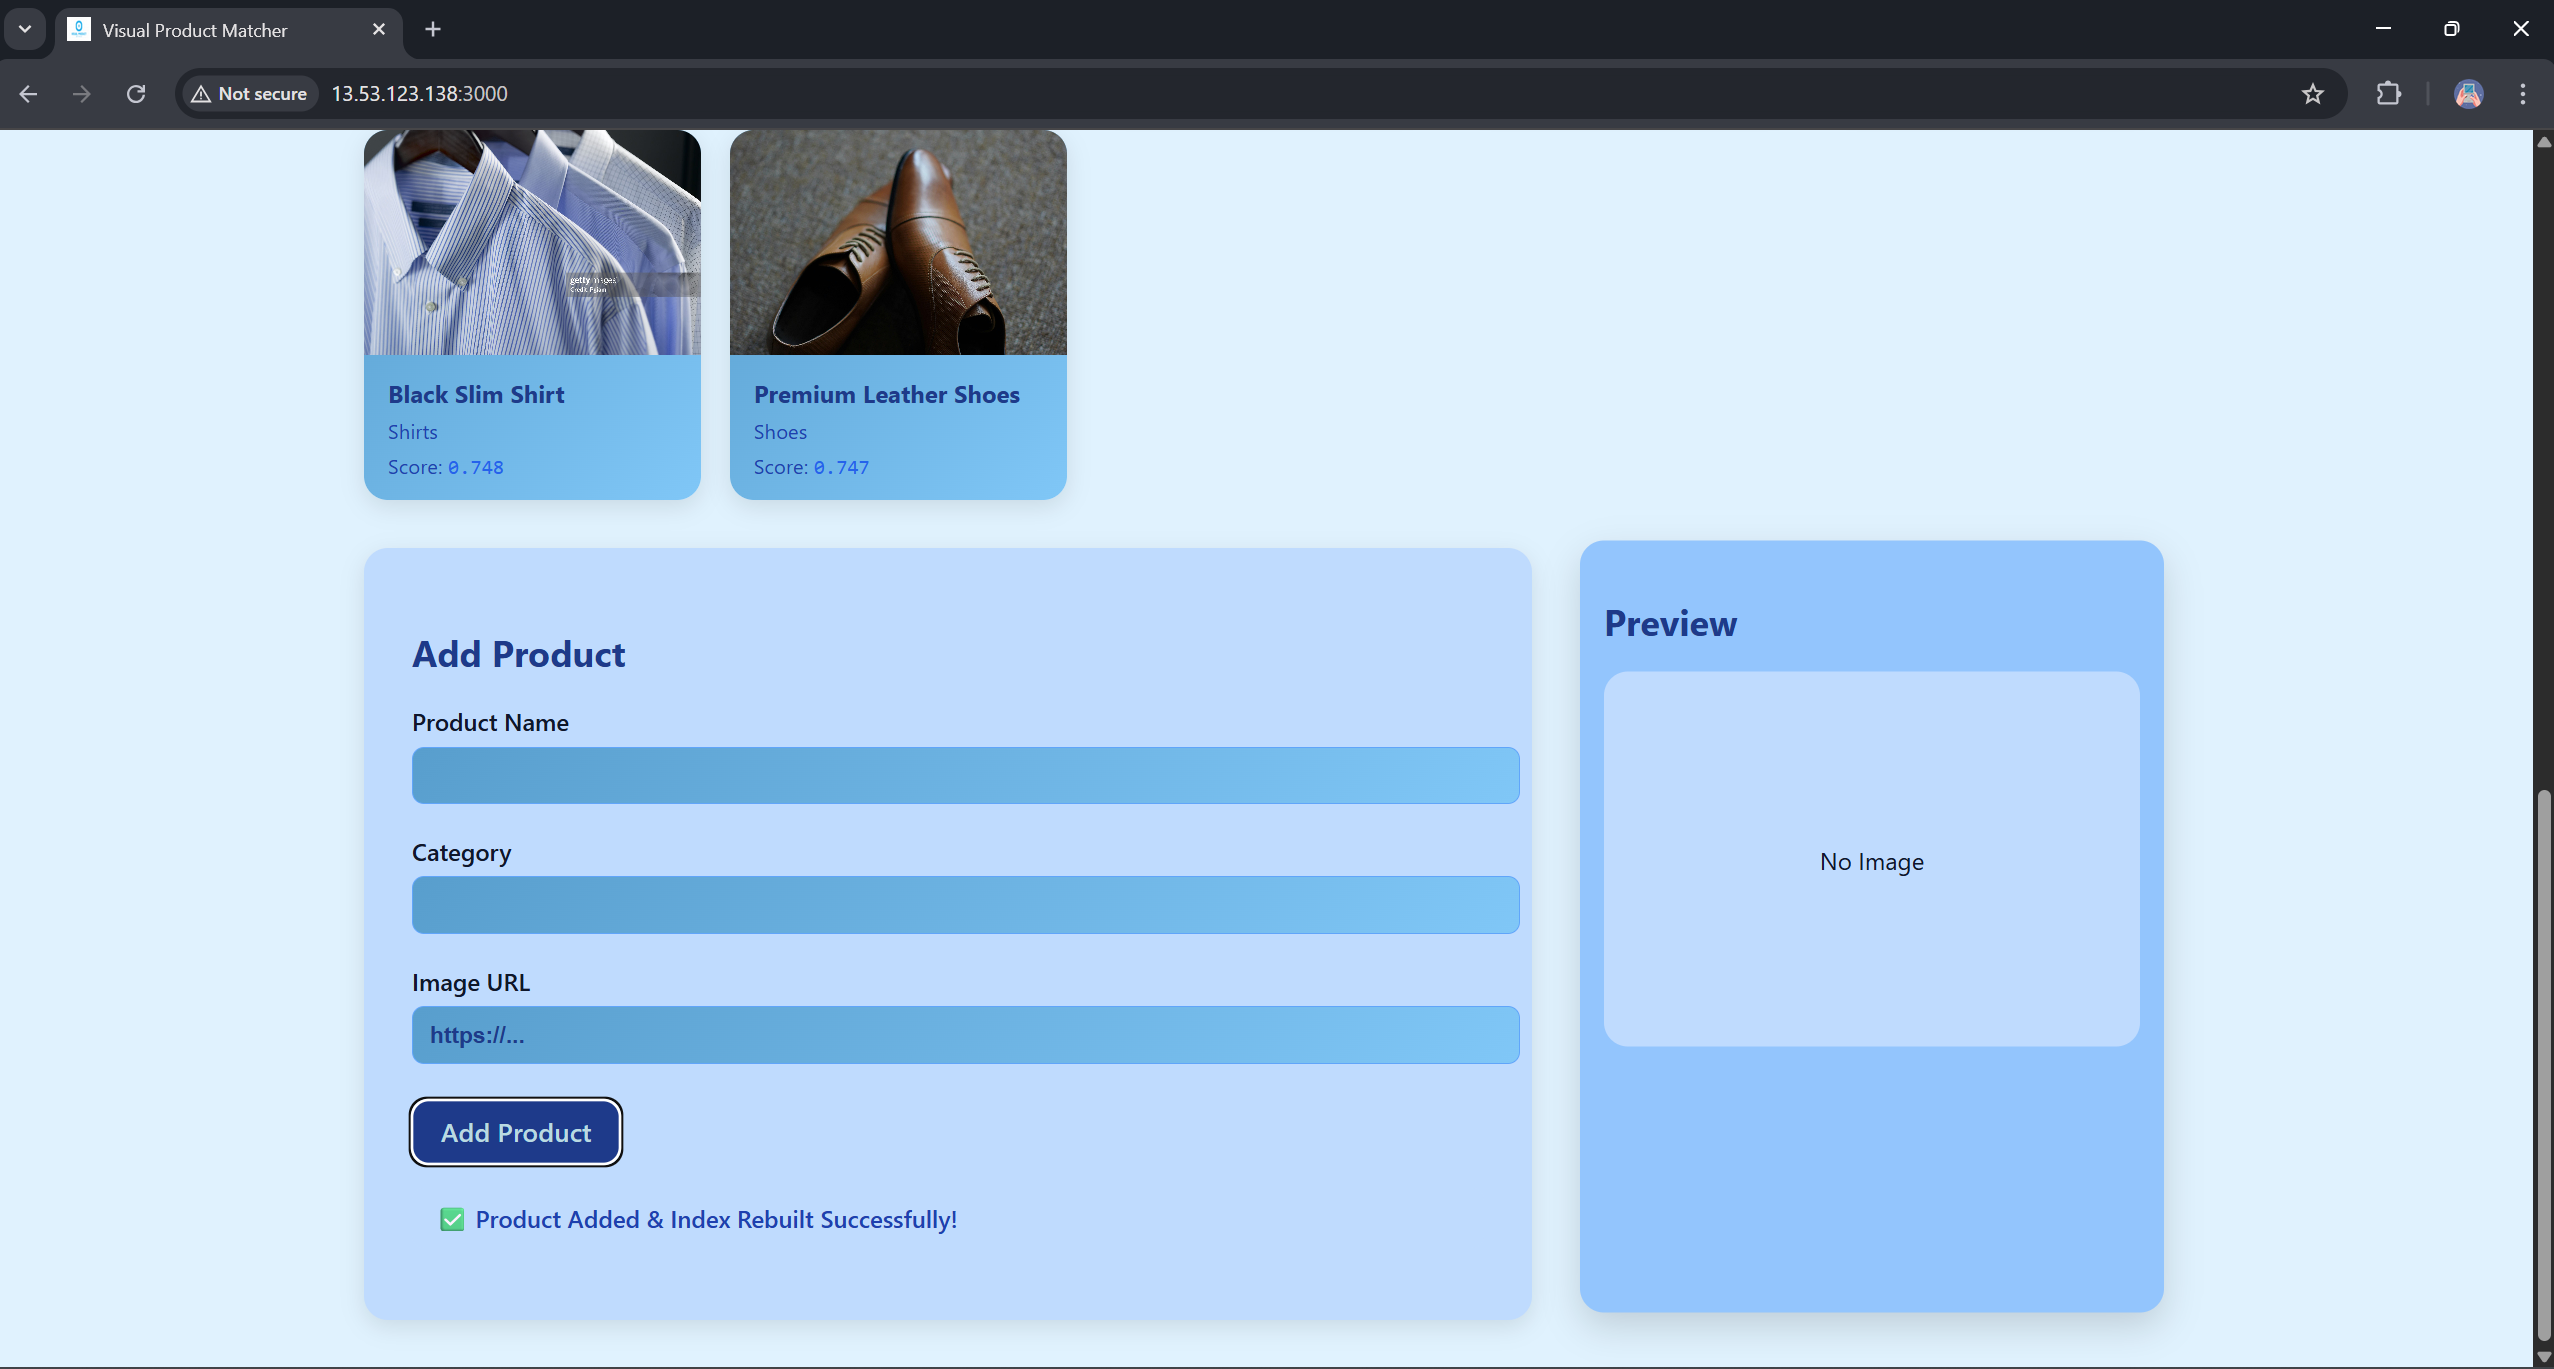 Visual Product Matcher
Not secure
13.53.123.138:3000
gettyimages
Black Slim Shirt
Shirts
Score: 0.748
Premium Leather Shoes
Shoes
Score: 0.747
Add Product
Product Name
Category
Image URL
https://...
Add Product
✅ Product Added & Index Rebuilt Successfully!
Preview
No Image